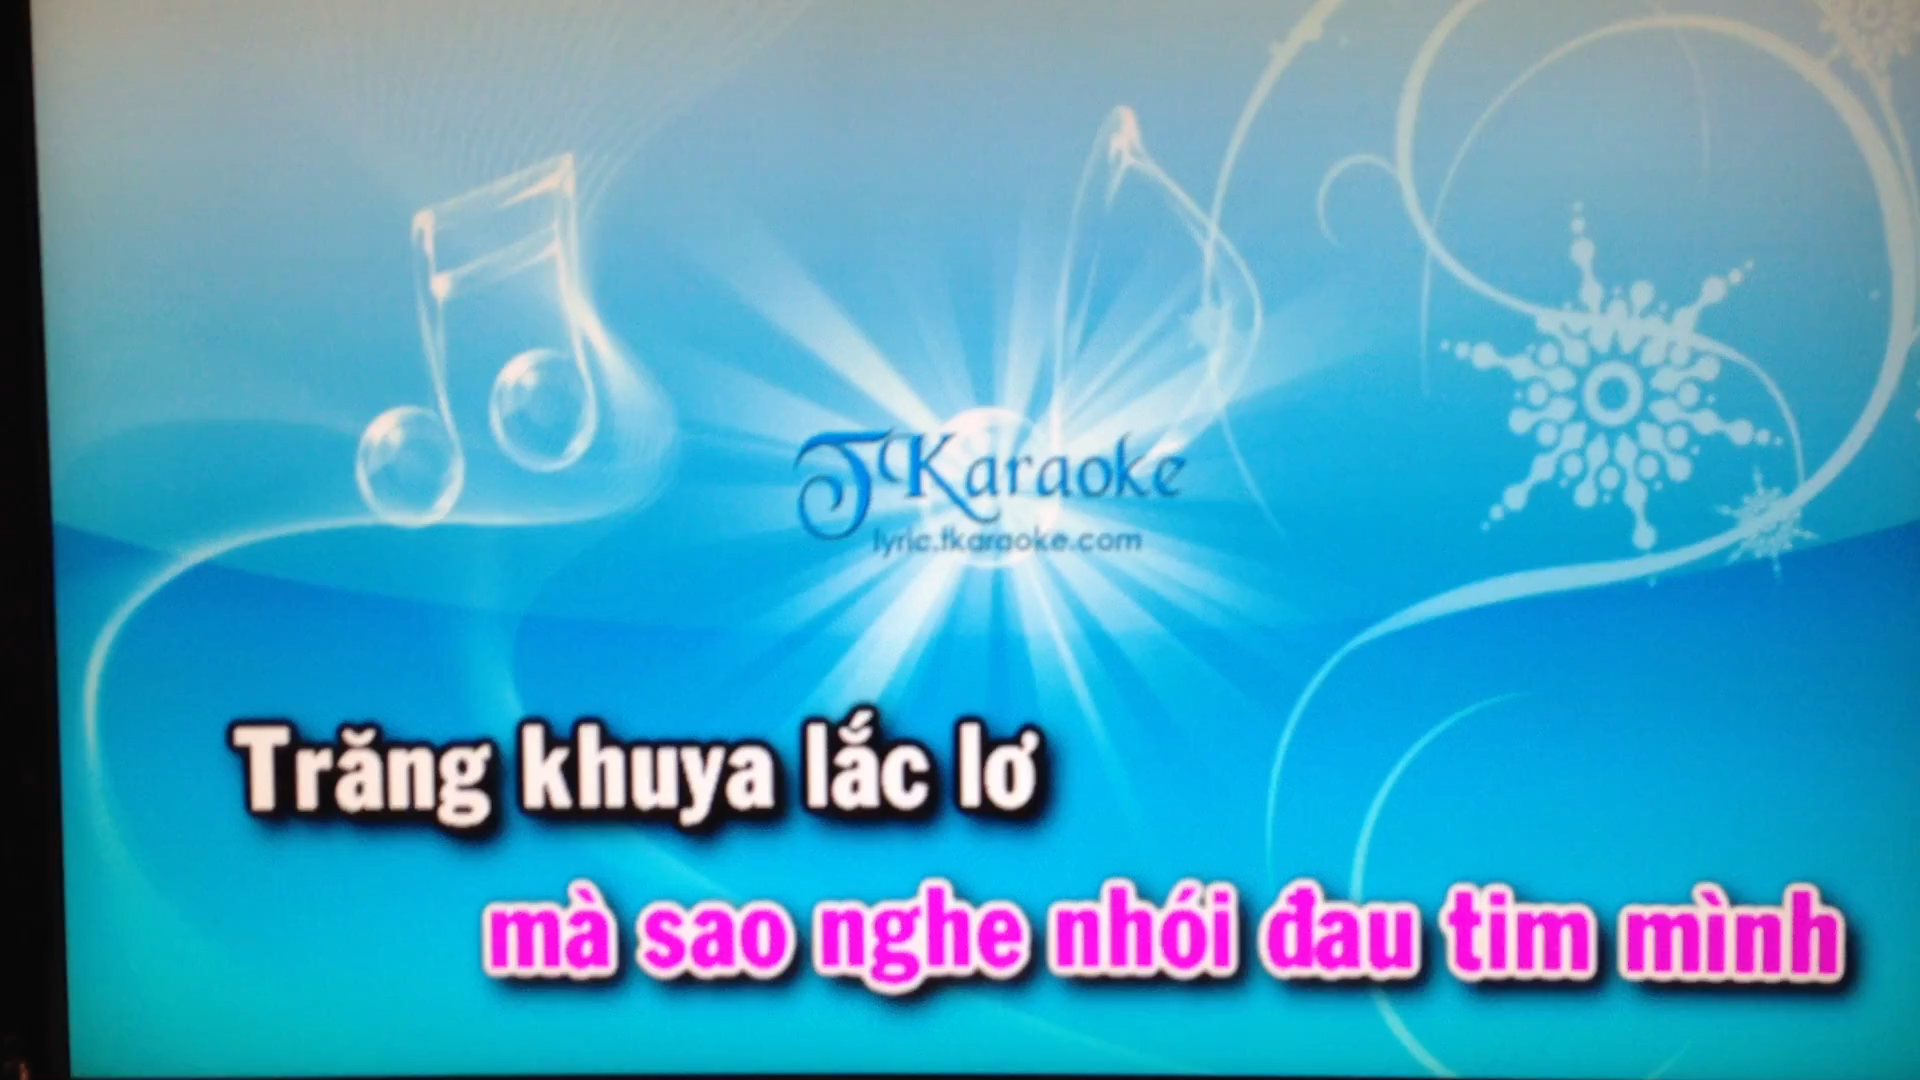 TKaraoke
lyric.tkaraoke.com
Trăng khuya lắc lơ
mà sao nghe nhói đau tim mình